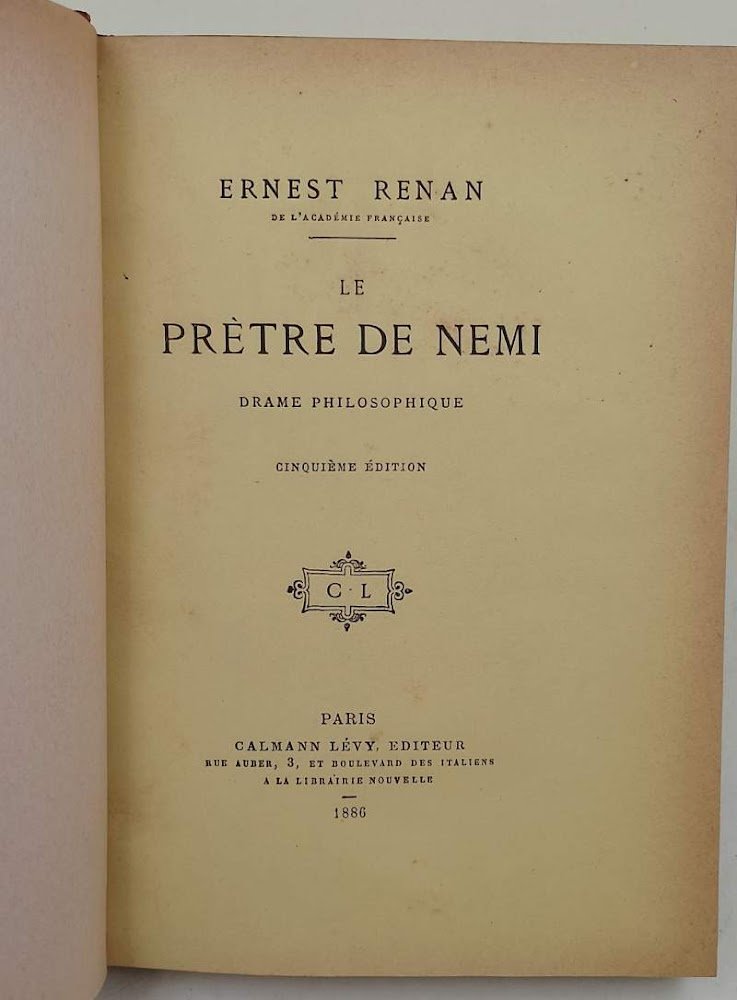 ERNEST RENAN
DE L'ACADÉMIE FRANÇAISE
LE
PRÈTRE DE NEMI
DRAME PHILOSOPHIQUE
CINQUIÈME ÉDITION
C · L
PARIS
CALMANN LÉVY, EDITEUR
RUE AUBER, 3, ET BOULEVARD DES ITALIENS
A LA LIBRAIRIE NOUVELLE
1886